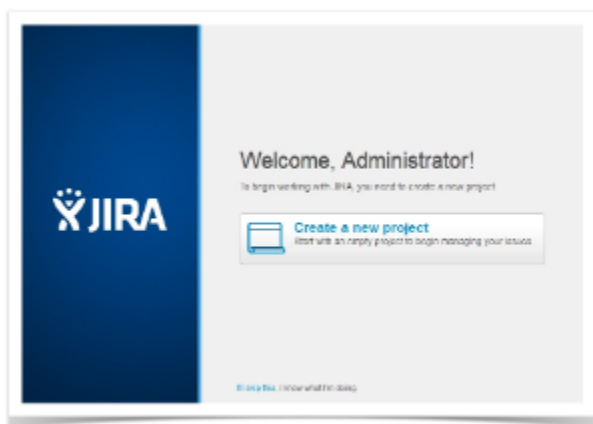 JIRA
Welcome, Administrator!
To begin working with JIRA, you need to create a new project
Create a new project
Start with an empty project to begin managing your issues
I know what I'm doing.